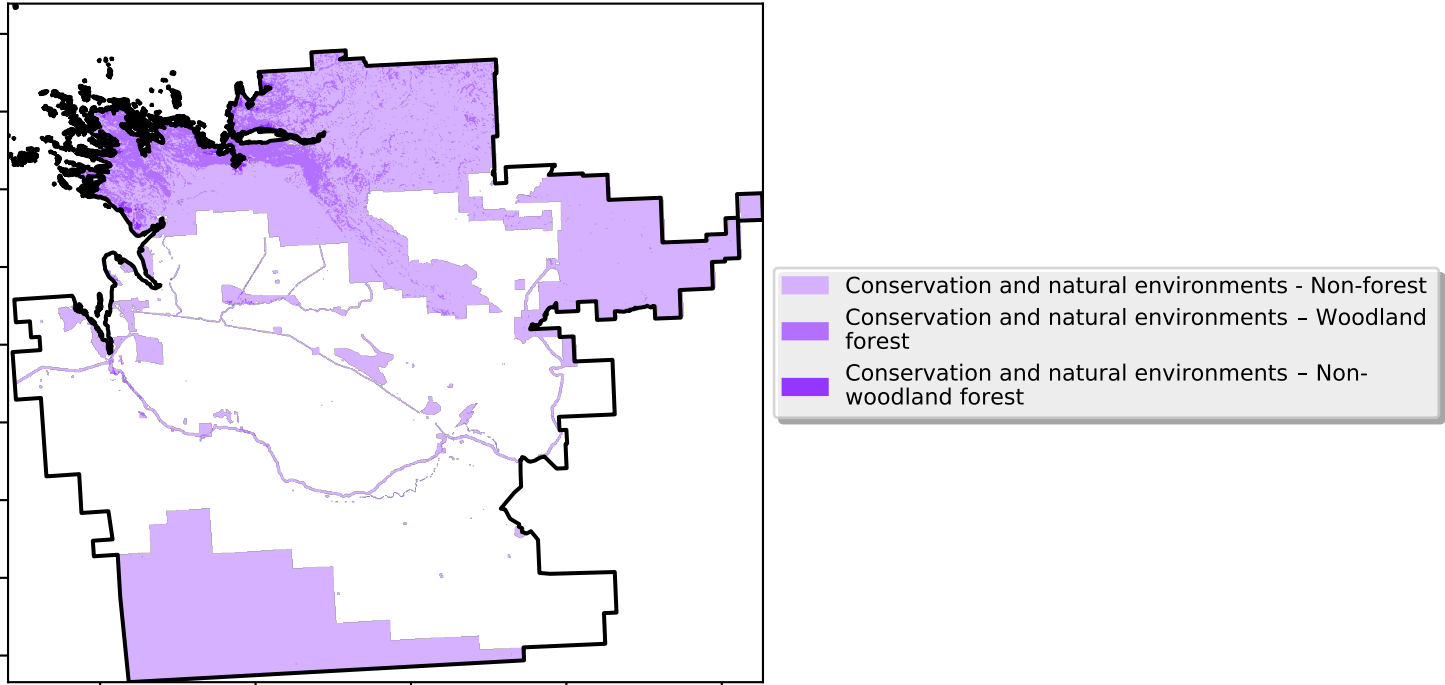 Conservation and natural environments - Non-forest
Conservation and natural environments – Woodland
forest
Conservation and natural environments – Non-
woodland forest